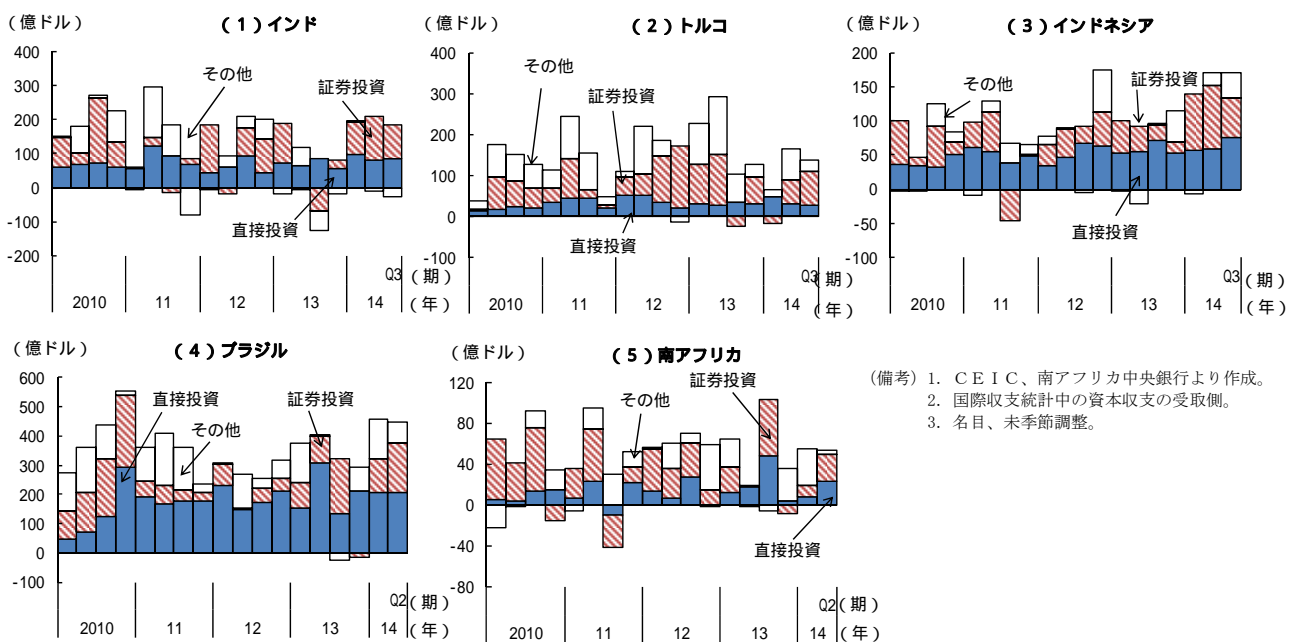 (億ドル)
(1)インド
400
300
200
100
0
-100
-200
その他
証券投資
直接投資
Q3
(期)
2010
11
12
13
14
(年)
(億ドル)
(2)トルコ
400
300
200
100
0
-100
その他
証券投資
直接投資
Q3
(期)
2010
11
12
13
14
(年)
(億ドル)
(3)インドネシア
200
150
100
50
0
-50
-100
その他
証券投資
直接投資
Q3
(期)
2010
11
12
13
14
(年)
(億ドル)
(4)ブラジル
600
500
400
300
200
100
0
-100
直接投資
証券投資
その他
Q2
(期)
2010
11
12
13
14
(年)
(億ドル)
(5)南アフリカ
120
80
40
0
-40
-80
証券投資
その他
直接投資
Q2
(期)
2010
11
12
13
14
(年)
(備考) 1. CEIC、南アフリカ中央銀行より作成。
2. 国際収支統計中の資本収支の受取側。
3. 名目、未季節調整。